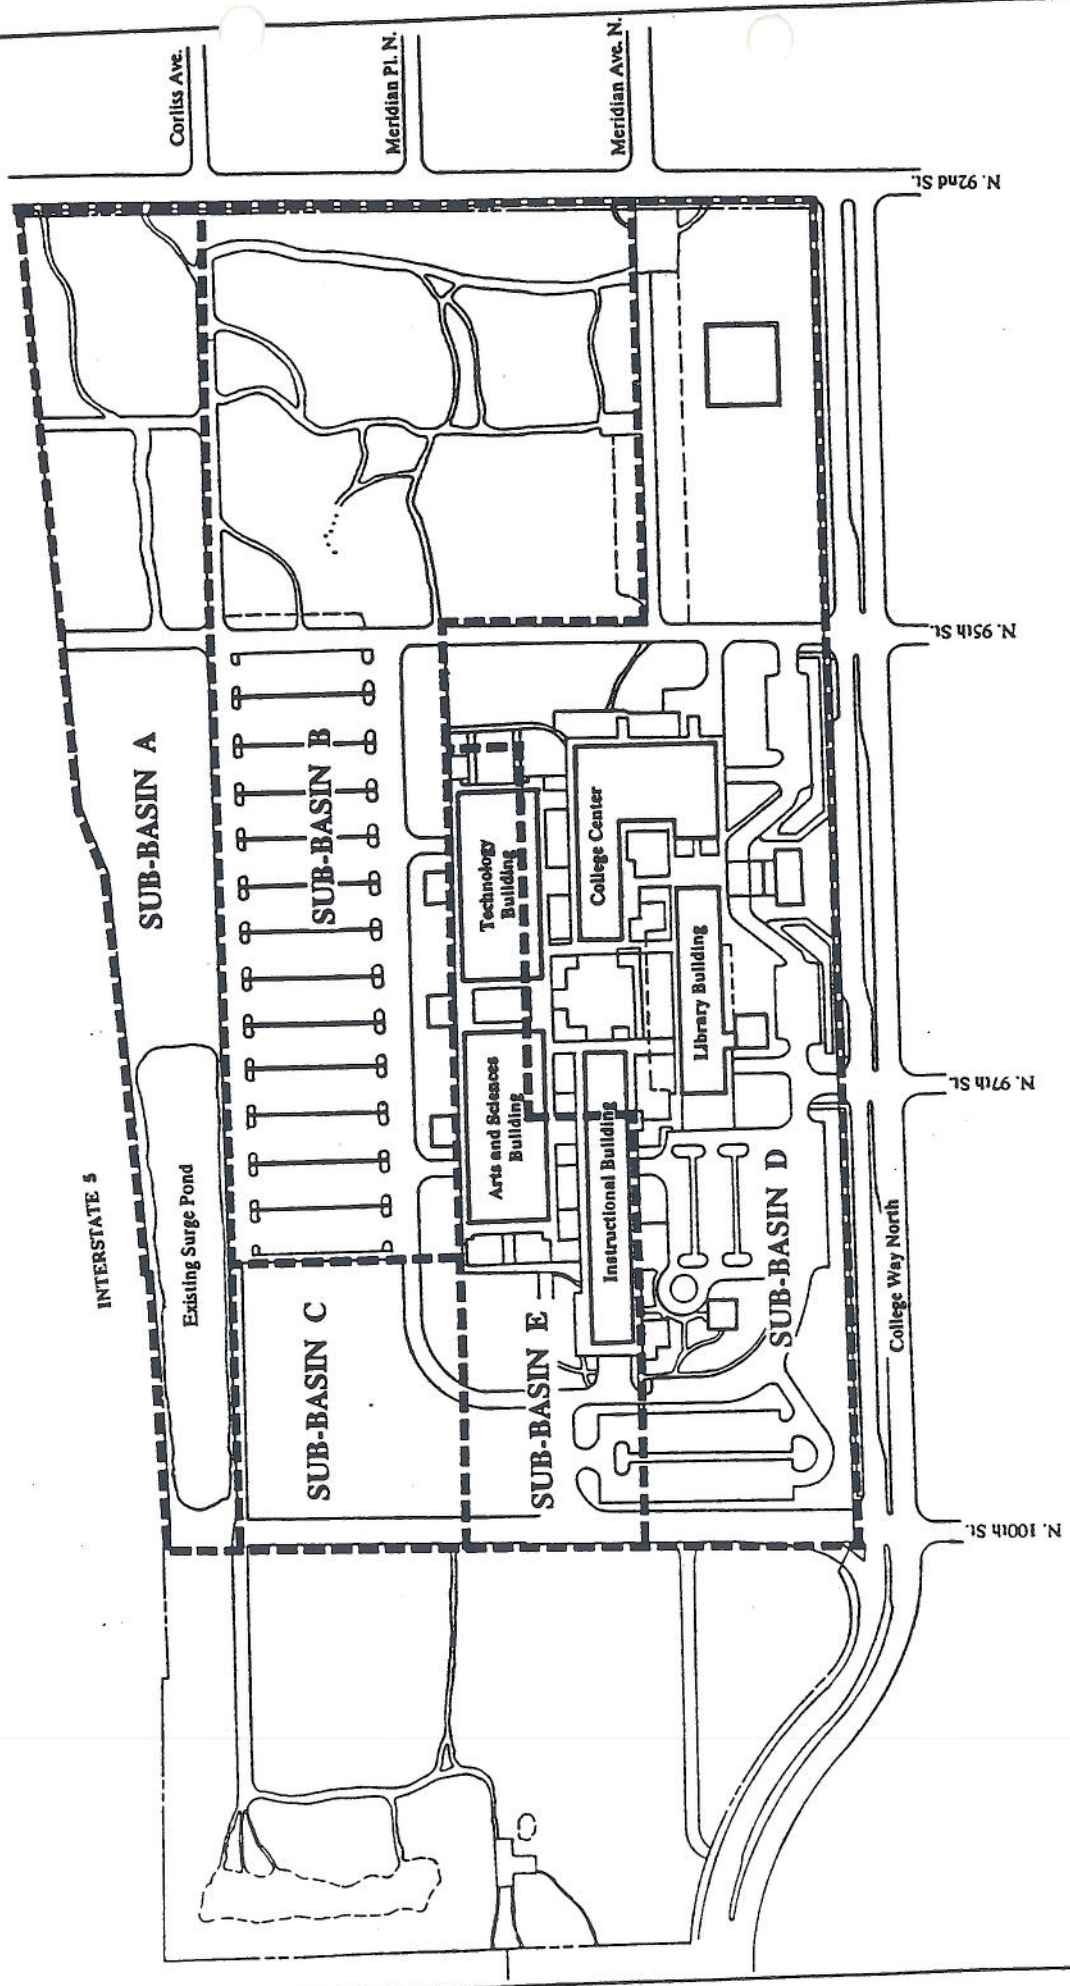 Corliss Ave.
Meridian Pl. N.
Meridian Ave. N.
N. 92nd St.
N. 95th St.
N. 97th St.
N. 100th St.
College Way North
INTERSTATE 5
Existing Surge Pond
SUB-BASIN A
SUB-BASIN B
SUB-BASIN C
SUB-BASIN E
SUB-BASIN D
Technology
Building
College Center
Library Building
Arts and Sciences
Building
Instructional Building